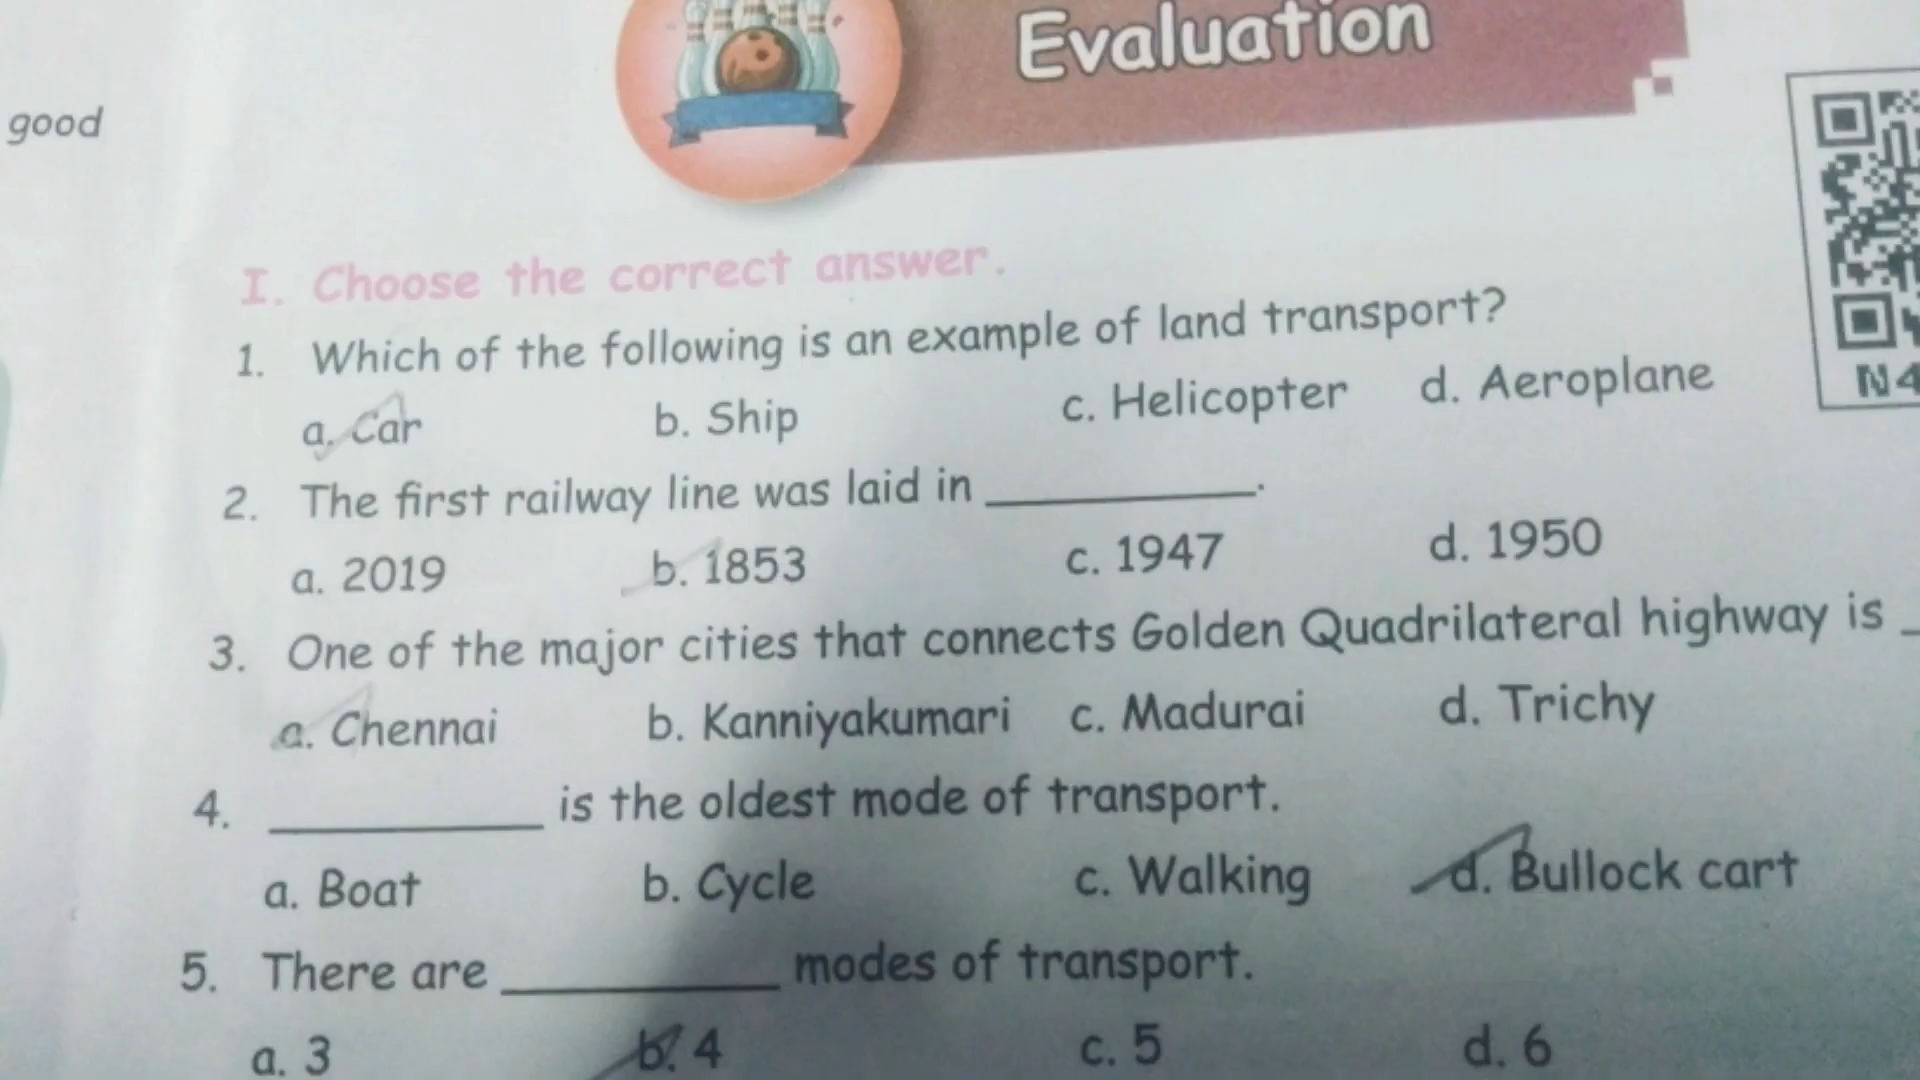 Evaluation
good
I. Choose the correct answer.
1. Which of the following is an example of land transport?
a. Car b. Ship c. Helicopter d. Aeroplane
2. The first railway line was laid in __________.
a. 2019 b. 1853 c. 1947 d. 1950
3. One of the major cities that connects Golden Quadrilateral highway is _
a. Chennai b. Kanniyakumari c. Madurai d. Trichy
4. __________ is the oldest mode of transport.
a. Boat b. Cycle c. Walking d. Bullock cart
5. There are __________ modes of transport.
a. 3 b. 4 c. 5 d. 6